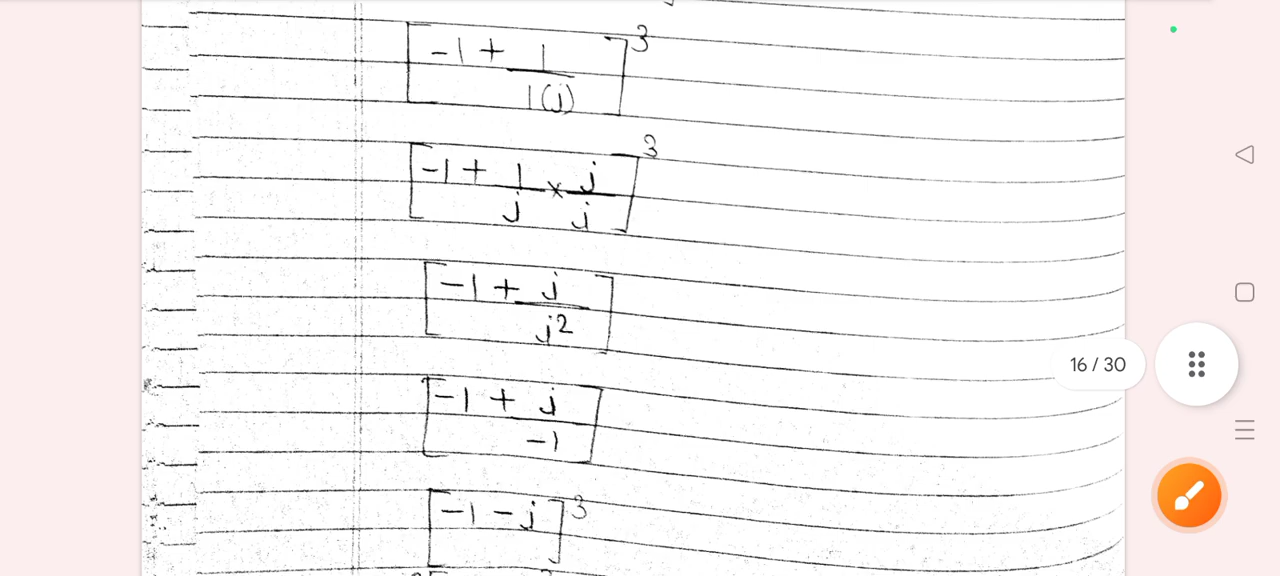 [-1 + 1/1(j)]³
[-1 + 1/j × j/j]³
[-1 + j/j²]
[-1 + j/-1]
16 / 30
[-1 - j]³